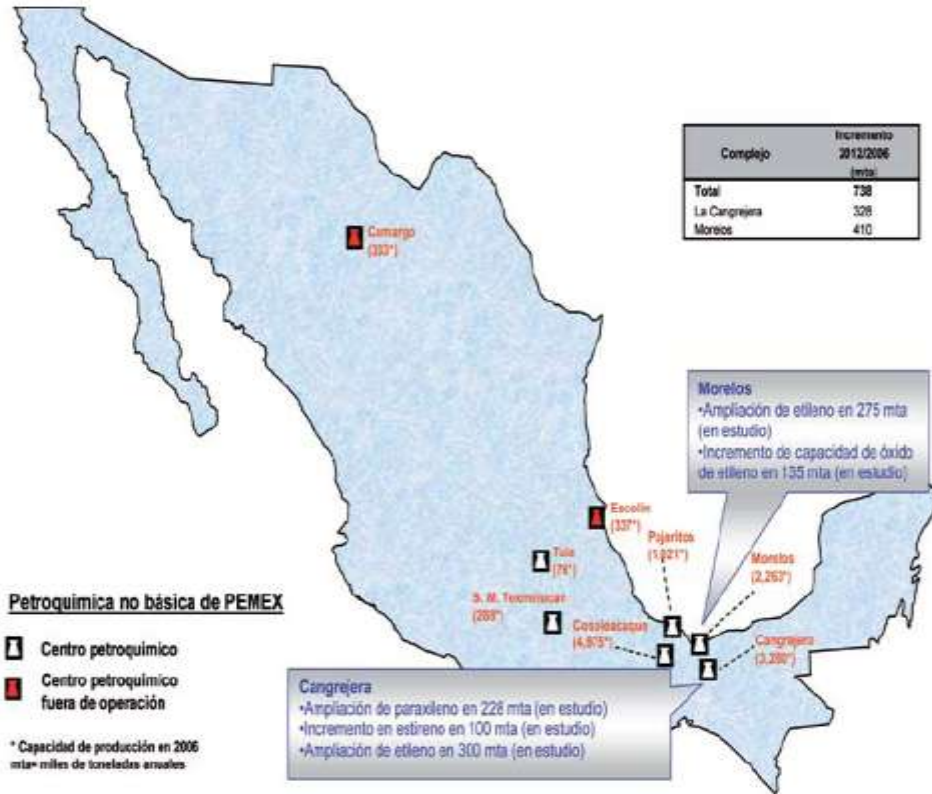 Complejo
Incremento
2012/2006
(mta)
Total 738
La Cangrejera 328
Morelos 410
Camargo
(333*)
Morelos
•Ampliación de etileno en 275 mta
(en estudio)
•Incremento de capacidad de óxido
de etileno en 135 mta (en estudio)
Escolín
(337*)
Pajaritos
Tula
Morelos
(2,263*)
S. M. Texmelucan
Cosoleacaque
(4,975*)
Cangrejera
Petroquímica no básica de PEMEX
Centro petroquímico
Centro petroquímico
fuera de operación
* Capacidad de producción en 2006
mta= miles de toneladas anuales
Cangrejera
•Ampliación de paraxileno en 228 mta (en estudio)
•Incremento en estireno en 100 mta (en estudio)
•Ampliación de etileno en 300 mta (en estudio)